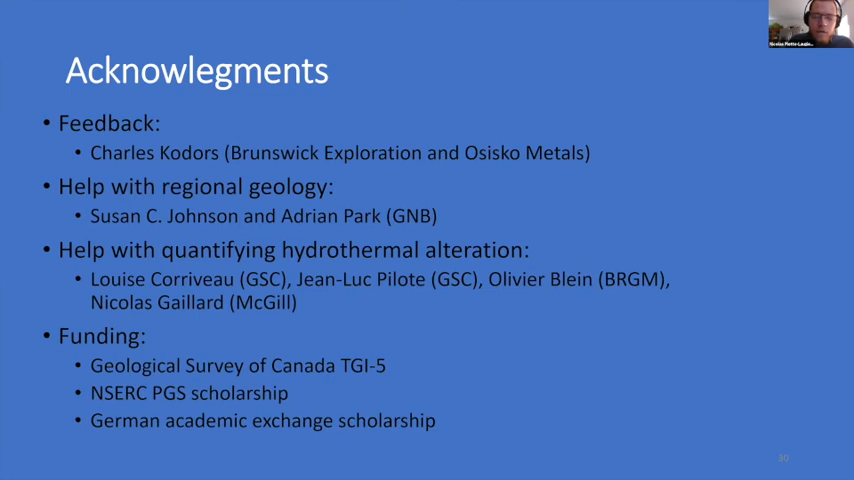 Acknowlegments
• Feedback:
• Charles Kodors (Brunswick Exploration and Osisko Metals)
• Help with regional geology:
• Susan C. Johnson and Adrian Park (GNB)
• Help with quantifying hydrothermal alteration:
• Louise Corriveau (GSC), Jean-Luc Pilote (GSC), Olivier Blein (BRGM),
Nicolas Gaillard (McGill)
• Funding:
• Geological Survey of Canada TGI-5
• NSERC PGS scholarship
• German academic exchange scholarship
30